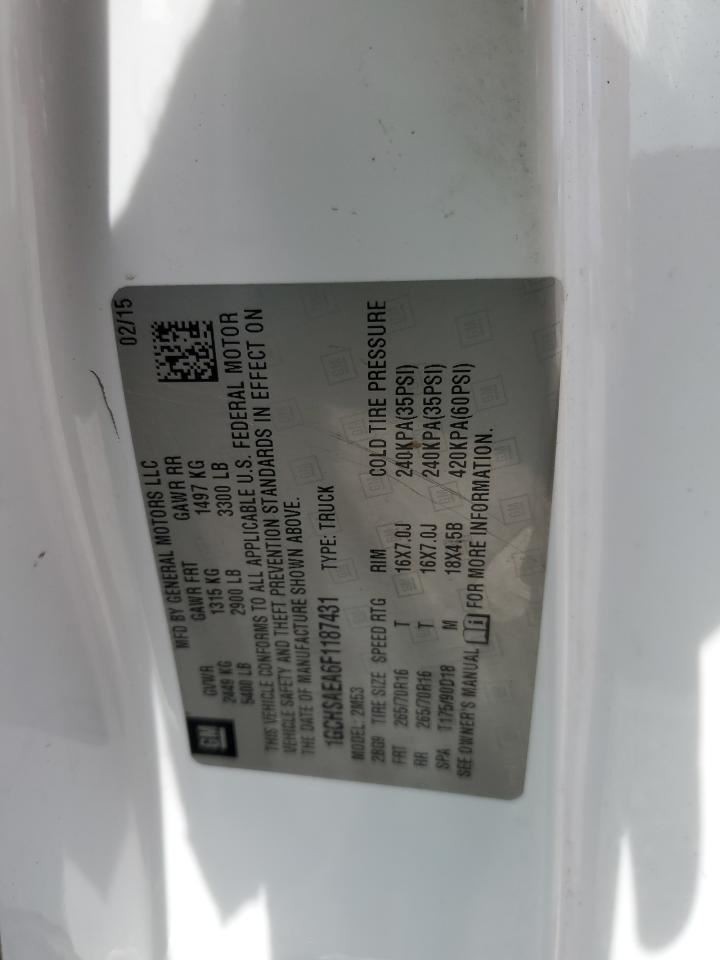 GM
MFD BY GENERAL MOTORS LLC
02/15
GVWR GAWR FRT GAWR RR
2449 KG 1315 KG 1497 KG
5400 LB 2900 LB 3300 LB
THIS VEHICLE CONFORMS TO ALL APPLICABLE U.S. FEDERAL MOTOR
VEHICLE SAFETY AND THEFT PREVENTION STANDARDS IN EFFECT ON
THE DATE OF MANUFACTURE SHOWN ABOVE.
1GCHSAEA6F1187431 TYPE: TRUCK
MODEL: 2M53
28G9 TIRE SIZE SPEED RTG RIM COLD TIRE PRESSURE
FRT 265/70R16 T 16X7.0J 240KPA(35PSI)
RR 265/70R16 T 16X7.0J 240KPA(35PSI)
SPA T175/90D18 M 18X4.5B 420KPA(60PSI)
SEE OWNER'S MANUAL FOR MORE INFORMATION.